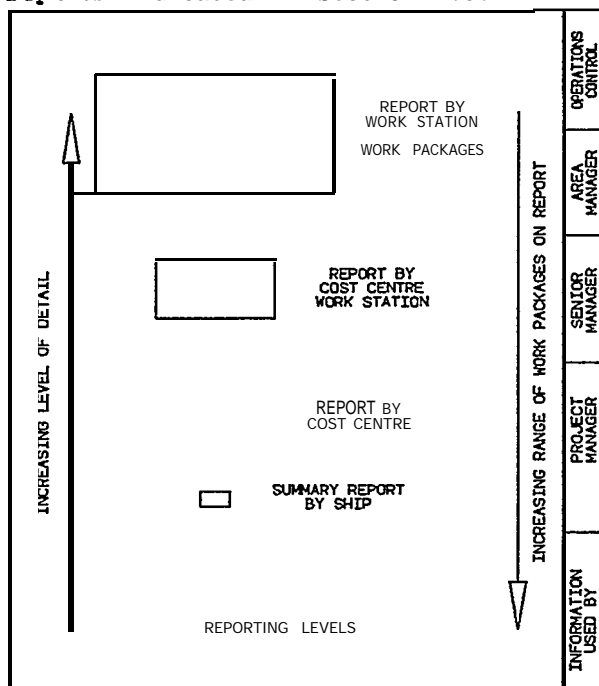 REPORT BY
WORK STATION
WORK PACKAGES
REPORT BY
COST CENTRE
WORK STATION
REPORT BY
COST CENTRE
SUMMARY REPORT
BY SHIP
REPORTING LEVELS
INCREASING LEVEL OF DETAIL
INCREASING RANGE OF WORK PACKAGES ON REPORT
OPERATIONS
CONTROL
AREA
MANAGER
SENIOR
MANAGER
PROJECT
MANAGER
INFORMATION
USED BY